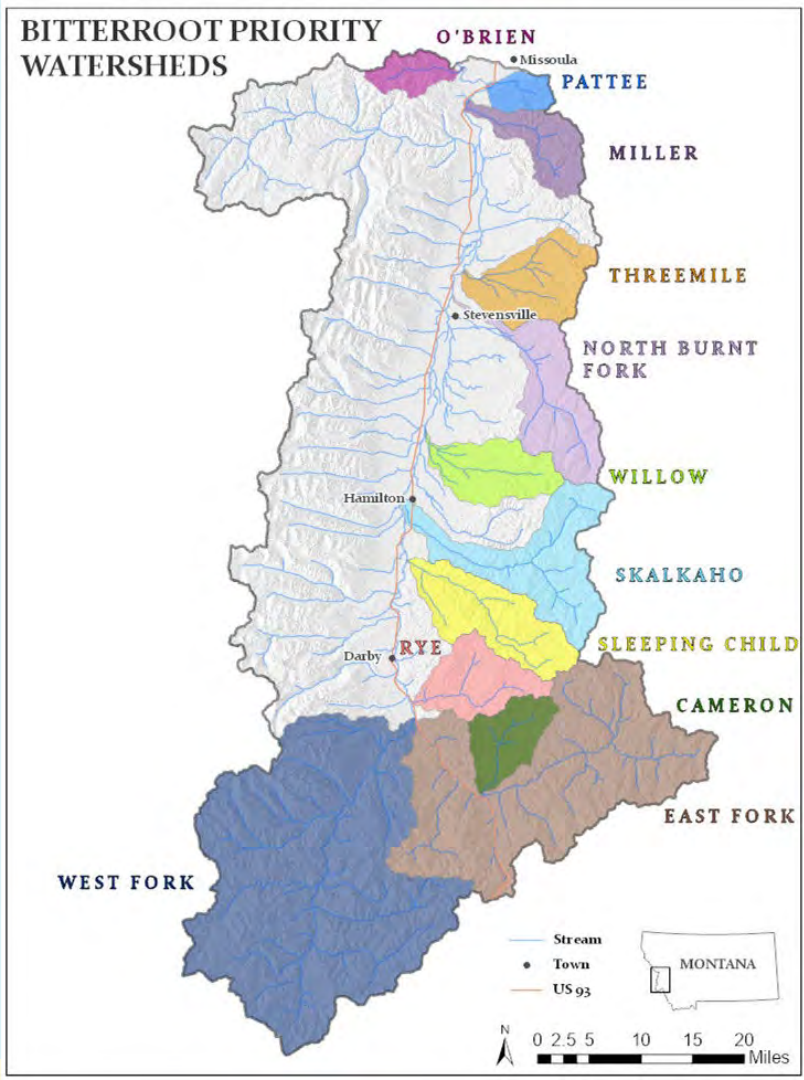 BITTERROOT PRIORITY
WATERSHEDS
O'BRIEN
Missoula
PATTEE
MILLER
THREEMILE
Stevensville
NORTH BURNT
FORK
WILLOW
Hamilton
SKALKAHO
SLEEPING CHILD
RYE
Darby
CAMERON
EAST FORK
WEST FORK
Stream
Town
US 93
MONTANA
N
0 2.5 5 10 15 20
Miles